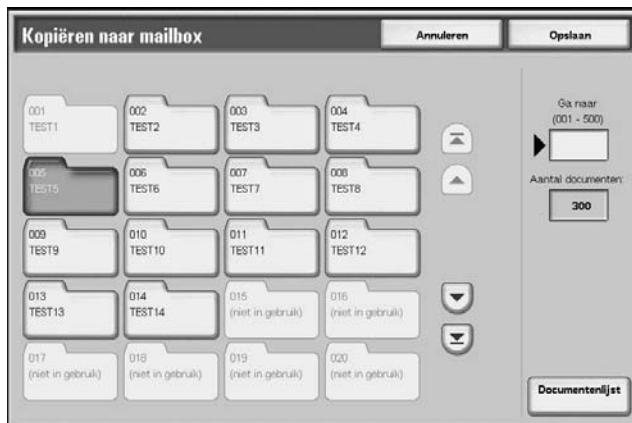 Kopiëren naar mailbox
Annuleren
Opslaan
001
TEST1
002
TEST2
003
TEST3
004
TEST4
005
TEST5
006
TEST6
007
TEST7
008
TEST8
009
TEST9
010
TEST10
011
TEST11
012
TEST12
013
TEST13
014
TEST14
015
(niet in gebruik)
016
(niet in gebruik)
017
(niet in gebruik)
018
(niet in gebruik)
019
(niet in gebruik)
020
(niet in gebruik)
Ga naar
(001 - 500)
Aantal documenten:
300
Documentenlijst